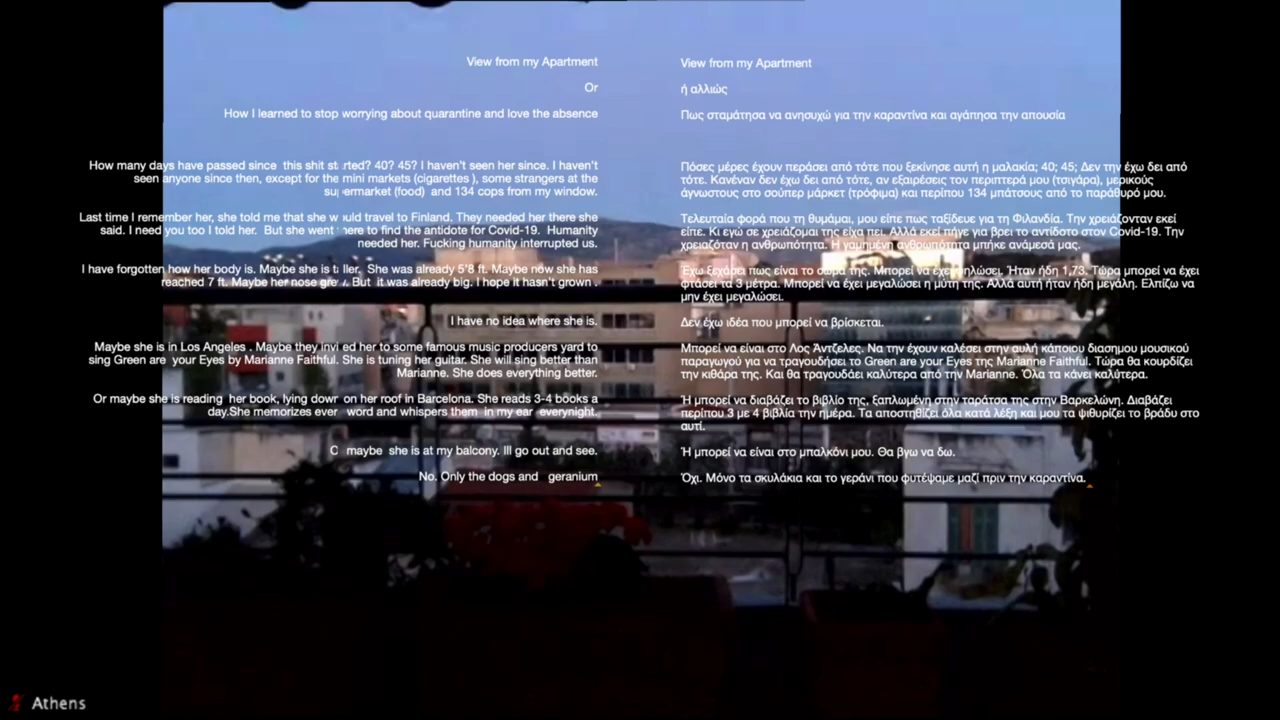 View from my Apartment
Or
How I learned to stop worrying about quarantine and love the absence
How many days have passed since this shit st rted? 40? 45? I haven't seen her since. I haven't
seen anyone since then, except for the mini markets (cigarettes ), some strangers at the
su ermarket (food) and 134 cops from my window.
Last time I remember her, she told me that she w uld travel to Finland. They needed her there she
said. I need you too I told her. But she went here to find the antidote for Covid-19. Humanity
needed her. Fucking humanity interrupted us.
I have forgotten how her body is. Maybe she is t ller. She was already 5'8 ft. Maybe now she has
reached 7 ft. Maybe her nose grew. But it was already big. I hope it hasn't grown .
I have no idea where she is.
Maybe she is in Los Angeles . Maybe they invi ed her to some famous music producers yard to
sing Green are your Eyes by Marianne Faithful. She is tuning her guitar. She will sing better than
Marianne. She does everything better.
Or maybe she is reading her book, lying down on her roof in Barcelona. She reads 3-4 books a
day.She memorizes ever word and whispers them in my ear everynight.
O maybe she is at my balcony. Ill go out and see.
No. Only the dogs and geranium
View from my Apartment
ή αλλιώς
Πως σταμάτησα να ανησυχώ για την καραντίνα και αγάπησα την απουσία
Πόσες μέρες έχουν περάσει από τότε που ξεκίνησε αυτή η μαλακία; 40; 45; Δεν την έχω δει από
τότε. Κανέναν δεν έχω δει από τότε, αν εξαιρέσεις τον περιπτερά μου (τσιγάρα), μερικούς
άγνωστους στο σούπερ μάρκετ (τρόφιμα) και περίπου 134 μπάτσους από το παράθυρό μου.
Τελευταία φορά που τη θυμάμαι, μου είπε πως ταξίδευε για τη Φιλανδία. Την χρειάζονταν εκεί
είπε. Κι εγώ σε χρειάζομαι της είχα πει. Αλλά εκεί πήγε για βρει το αντίδοτο στον Covid-19. Την
χρειαζόταν η ανθρωπότητα. Η γαμημένη ανθρωπότητα μπήκε ανάμεσά μας.
Έχω ξεχάσει πως είναι το σώμα της. Μπορεί να έχει ψηλώσει. Ήταν ήδη 1,73. Τώρα μπορεί να έχει
φτάσει τα 3 μέτρα. Μπορεί να έχει μεγαλώσει η μύτη της. Αλλά αυτή ήταν ήδη μεγάλη. Ελπίζω να
μην έχει μεγαλώσει.
Δεν έχω ιδέα που μπορεί να βρίσκεται.
Μπορεί να είναι στο Λος Άντζελες. Να την έχουν καλέσει στην αυλή κάποιου διασημου μουσικού
παραγωγού για να τραγουδήσει το Green are your Eyes της Marianne Faithful. Τώρα θα κουρδίζει
την κιθάρα της. Και θα τραγουδάει καλύτερα από την Marianne. Όλα τα κάνει καλύτερα.
Ή μπορεί να διαβάζει το βιβλίο της, ξαπλωμένη στην ταράτσα της στην Βαρκελώνη. Διαβάζει
περίπου 3 με 4 βιβλία την ημέρα. Τα αποστηθίζει όλα κατά λέξη και μου τα ψιθυρίζει το βράδυ στο
αυτί.
Ή μπορεί να είναι στο μπαλκόνι μου. Θα βγω να δω.
Όχι. Μόνο τα σκυλάκια και το γεράνι που φυτέψαμε μαζί πριν την καραντίνα.
Athens